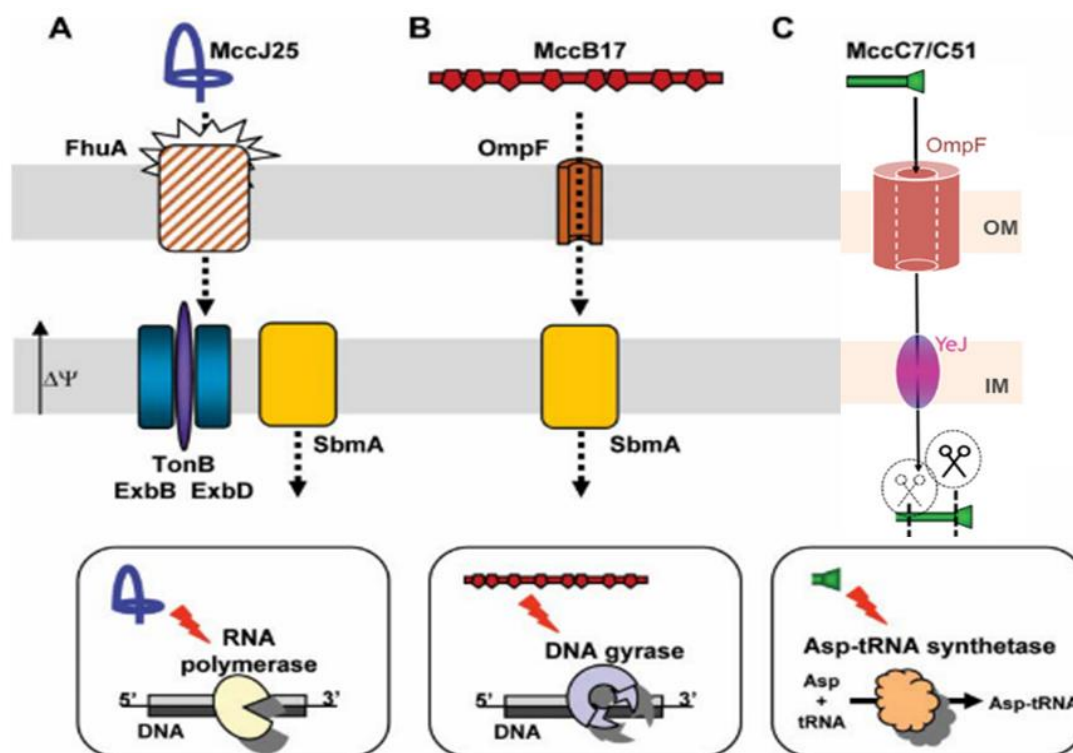 A
MccJ25
FhuA
ΔΨ
TonB
ExbB ExbD
SbmA
RNA
polymerase
5’
3’
DNA
B
MccB17
OmpF
SbmA
DNA gyrase
5’
3’
DNA
C
MccC7/C51
OmpF
OM
YeJ
IM
Asp-tRNA synthetase
Asp
+
tRNA
Asp-tRNA